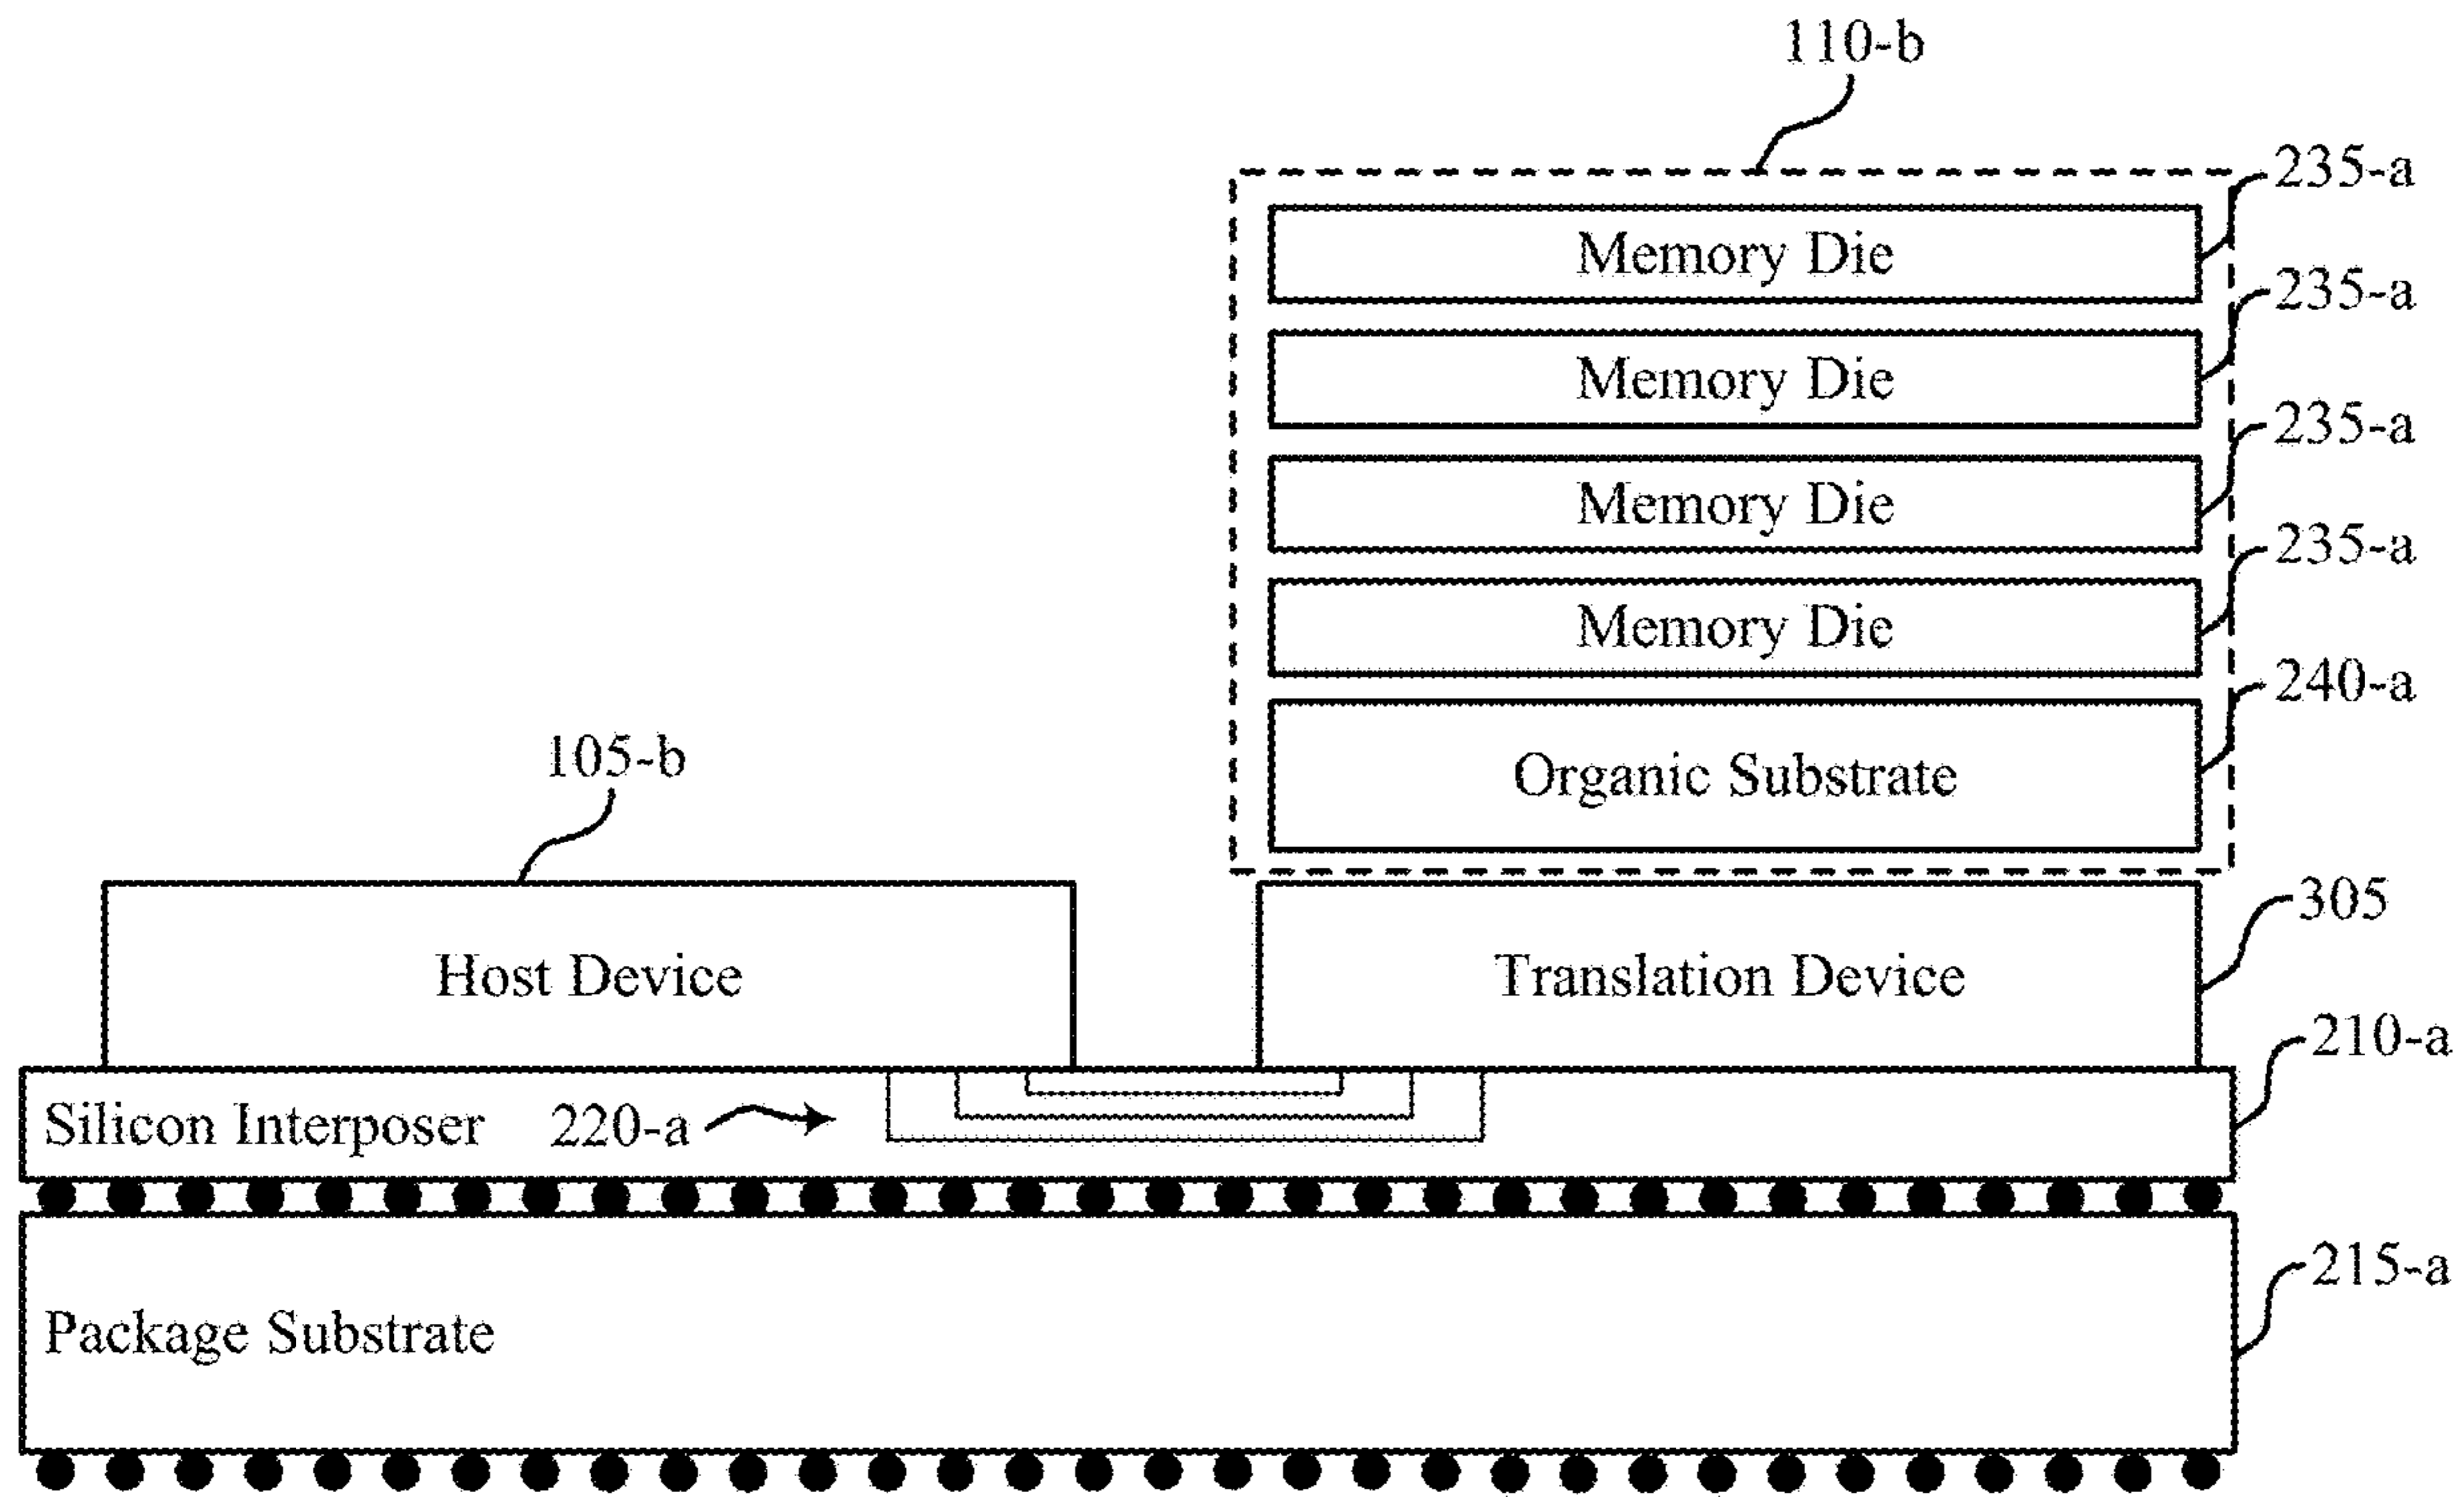 110-b
235-a
Memory Die
235-a
Memory Die
235-a
Memory Die
235-a
Memory Die
240-a
Organic Substrate
105-b
305
Host Device
Translation Device
210-a
Silicon Interposer 220-a
215-a
Package Substrate